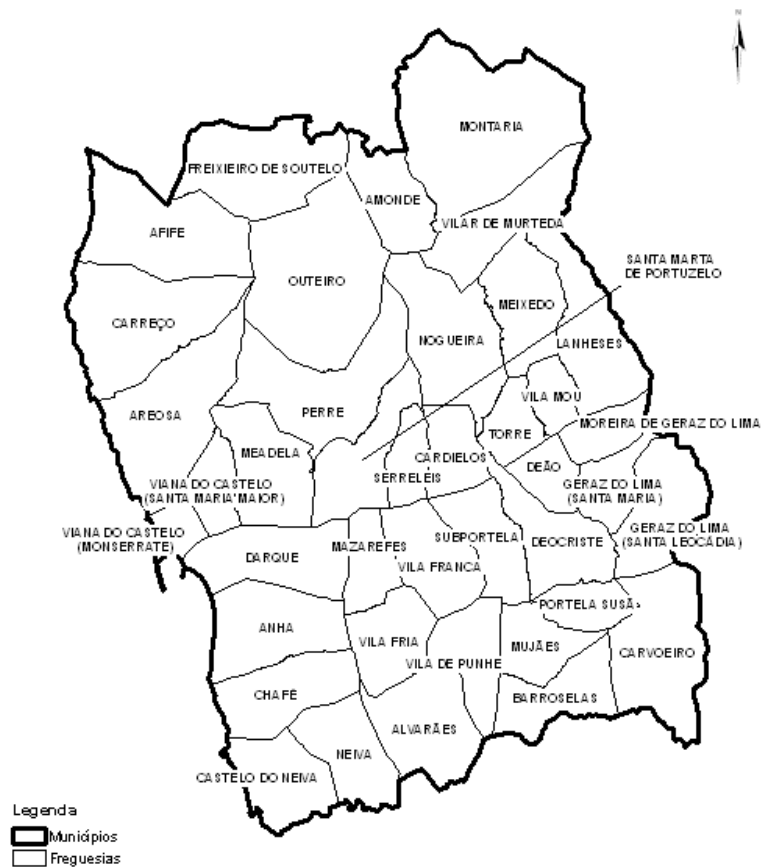 N
MONTARIA
FREIXIEIRO DE SOUTELO
AMONDE
VILAR DE MURTEDA
AFIFE
SANTA MARTA
DE PORTUZELO
OUTEIRO
MEIXEDO
CARREÇO
NOGUEIRA
LANHESES
VILA MOU
AREOSA
PERRE
MOREIRA DE GERAZ DO LIMA
TORRE
MEADELA
CARDIELOS
DEÃO
SERRELEIS
VIANA DO CASTELO
(SANTA MARIA MAIOR)
GERAZ DO LIMA
(SANTA MARIA)
VIANA DO CASTELO
(MONSERRATE)
GERAZ DO LIMA
(SANTA LEOCÁDIA)
SUBPORTELA
DEOCRISTE
MAZAREFES
DARQUE
VILA FRANCA
PORTELA SUSÃ
ANHA
VILA FRIA
MUJÃES
CARVOEIRO
VILA DE PUNHE
CHAFÉ
BARROSELAS
ALVARÃES
NEIVA
CASTELO DO NEIVA
Legenda
Municípios
Freguesias